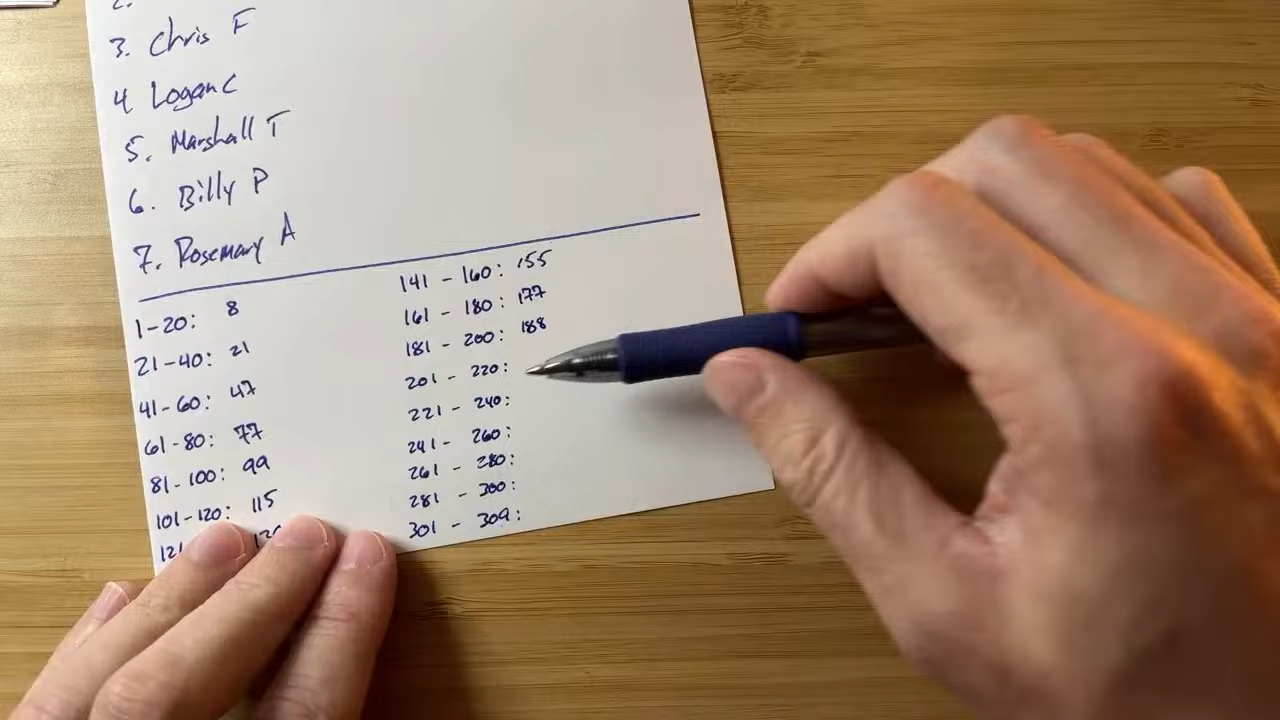 2.
3. Chris F
4 Logan C
5. Marshall T
6. Billy P
7. Rosemary A
1-20: 8
21-40: 21
41-60: 47
61-80: 77
81-100: 99
101-120: 115
141 - 160: 155
161 - 180: 177
181 - 200: 188
201 - 220:
221 - 240:
241 - 260:
261 - 280:
281 - 300:
301 - 309: